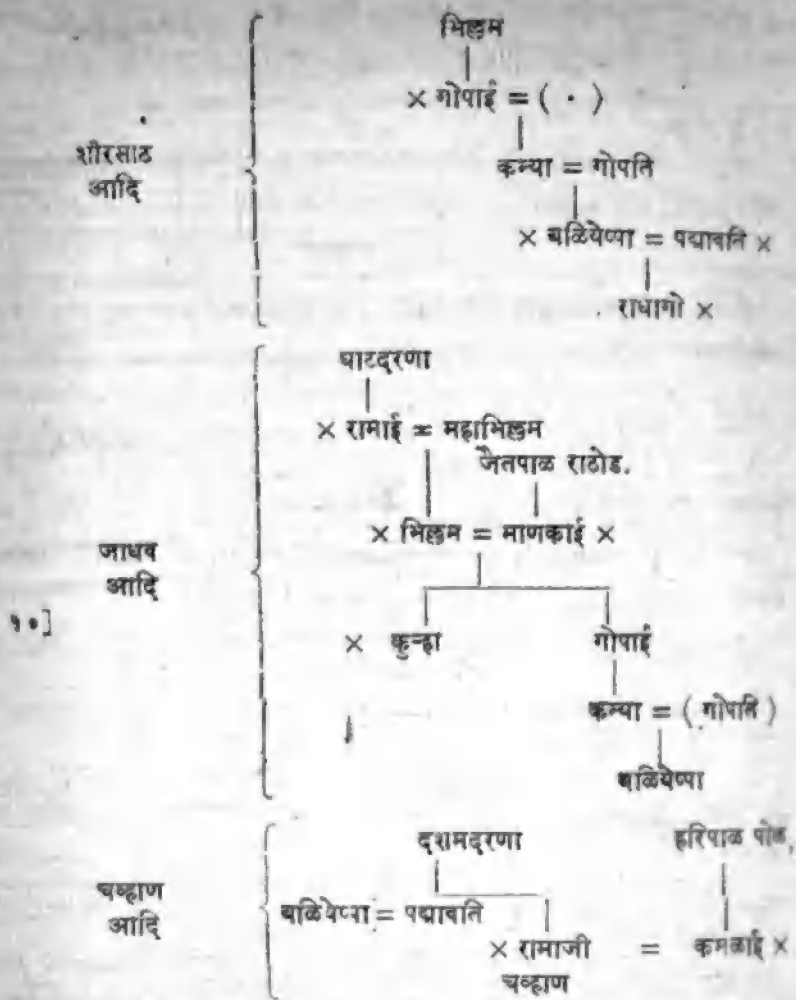 भिल्लम
× गोपाई = ( · )
शीरसाठ
आदि
कन्या = गोपति
× बळियेप्पा = पद्मावति ×
राधागो ×
घाटदरणा
× रामाई = महाभिल्लम
जैतपाळ राठोड.
× भिल्लम = माणकाई ×
जाधव
आदि
× कुन्हा गोपाई
कन्या = ( गोपति )
बळियेप्पा
दशमदरणा हरिपाळ पोळ,
चव्हाण
आदि
बळियेप्पा = पद्मावति
× रामाजी = कमळाई ×
चव्हाण